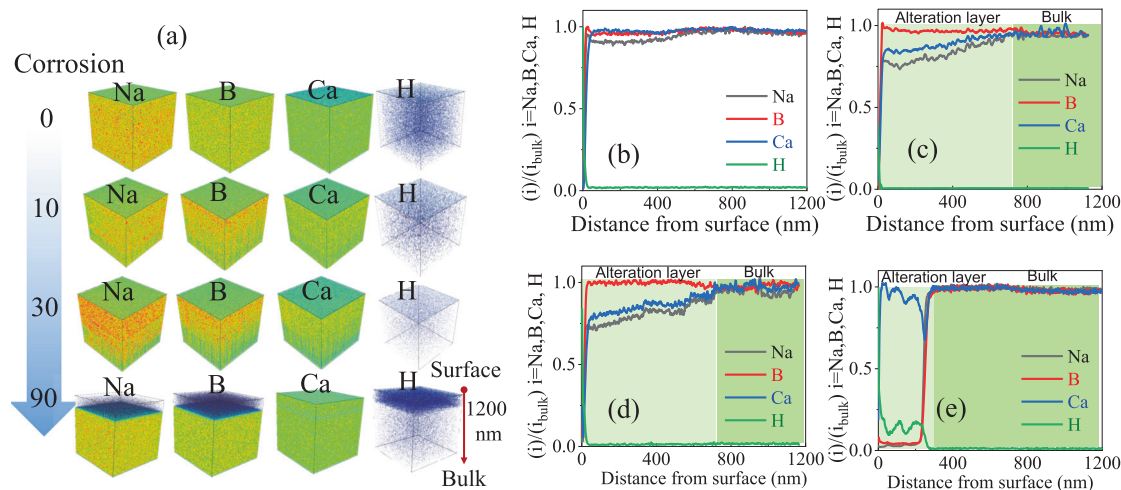 (a)
Corrosion
0
Na B Ca H
10
Na B Ca H
30
Na B Ca H
90
Na B Ca H
Surface
1200
nm
Bulk
(i)/(i_bulk) i=Na,B,Ca, H
1.0
0.5
0.0
Na
B
Ca
H
(b)
0 400 800 1200
Distance from surface (nm)
(i)/(i_bulk) i=Na,B,Ca, H
Alteration layer Bulk
1.0
0.5
0.0
Na
B
Ca
H
(c)
0 400 800 1200
Distance from surface (nm)
(i)/(i_bulk) i=Na,B,Ca, H
Alteration layer Bulk
1.0
0.5
0.0
Na
B
Ca
H
(d)
0 400 800 1200
Distance from surface (nm)
(i)/(i_bulk) i=Na,B,Ca, H
Alteration layer Bulk
1.0
0.5
0.0
Na
B
Ca
H
(e)
0 400 800 1200
Distance from surface (nm)